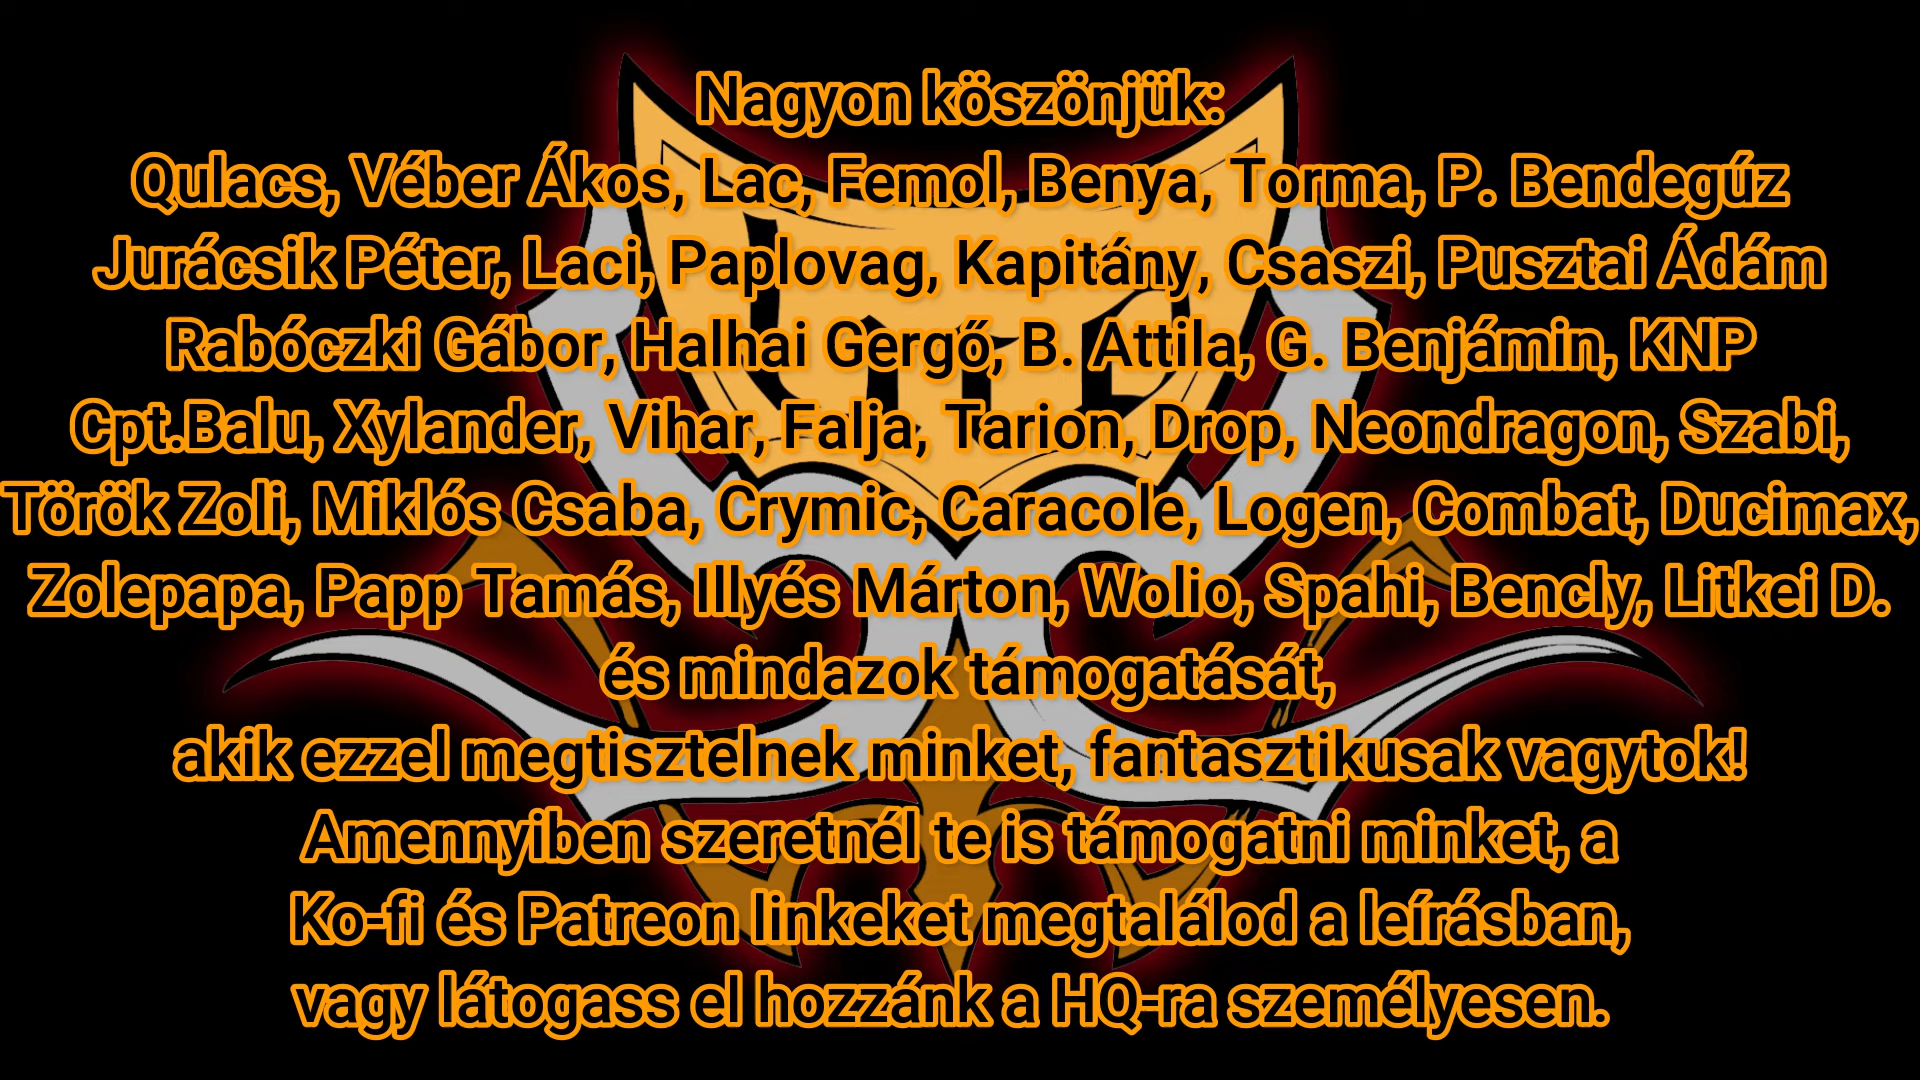 Nagyon köszönjük:
Qulacs, Véber Ákos, Lac, Femol, Benya, Torma, P. Bendegúz
Jurácsik Péter, Laci, Paplovag, Kapitány, Csaszi, Pusztai Ádám
Rabóczki Gábor, Halhai Gergő, B. Attila, G. Benjámin, KNP
Cpt.Balu, Xylander, Vihar, Falja, Tarion, Drop, Neondragon, Szabi,
Török Zoli, Miklós Csaba, Crymic, Caracole, Logen, Combat, Ducimax,
Zolepapa, Papp Tamás, Illyés Márton, Wolio, Spahi, Bencly, Litkei D.
és mindazok támogatását,
akik ezzel megtisztelnek minket, fantasztikusak vagytok!
Amennyiben szeretnél te is támogatni minket, a
Ko-fi és Patreon linkeket megtalálod a leírásban,
vagy látogass el hozzánk a HQ-ra személyesen.